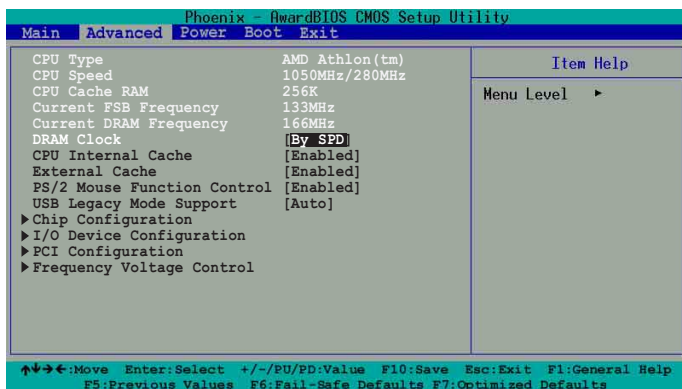 Phoenix - AwardBIOS CMOS Setup Utility
Main Advanced Power Boot Exit
CPU Type AMD Athlon(tm)
CPU Speed 1050MHz/280MHz
CPU Cache RAM 256K
Current FSB Frequency 133MHz
Current DRAM Frequency 166MHz
DRAM Clock [By SPD]
CPU Internal Cache [Enabled]
External Cache [Enabled]
PS/2 Mouse Function Control [Enabled]
USB Legacy Mode Support [Auto]
▶Chip Configuration
▶I/O Device Configuration
▶PCI Configuration
▶Frequency Voltage Control
Item Help
Menu Level ▶
↑↓→←:Move Enter:Select +/-/PU/PD:Value F10:Save Esc:Exit F1:General Help
F5:Previous Values F6:Fail-Safe Defaults F7:Optimized Defaults